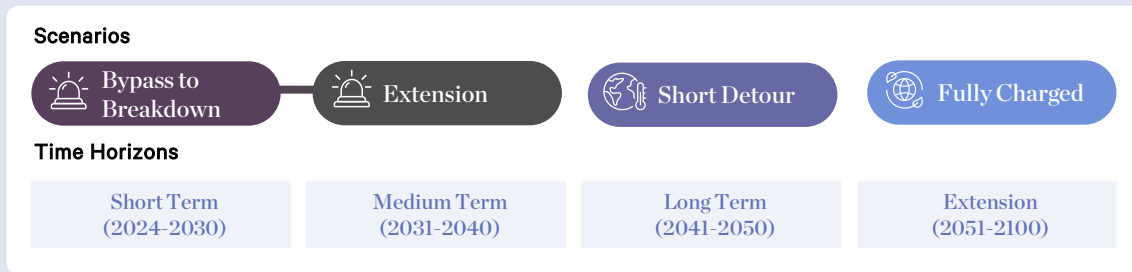 Scenarios
Bypass to
Breakdown
Extension
Short Detour
Fully Charged
Time Horizons
Short Term
(2024-2030)
Medium Term
(2031-2040)
Long Term
(2041-2050)
Extension
(2051-2100)